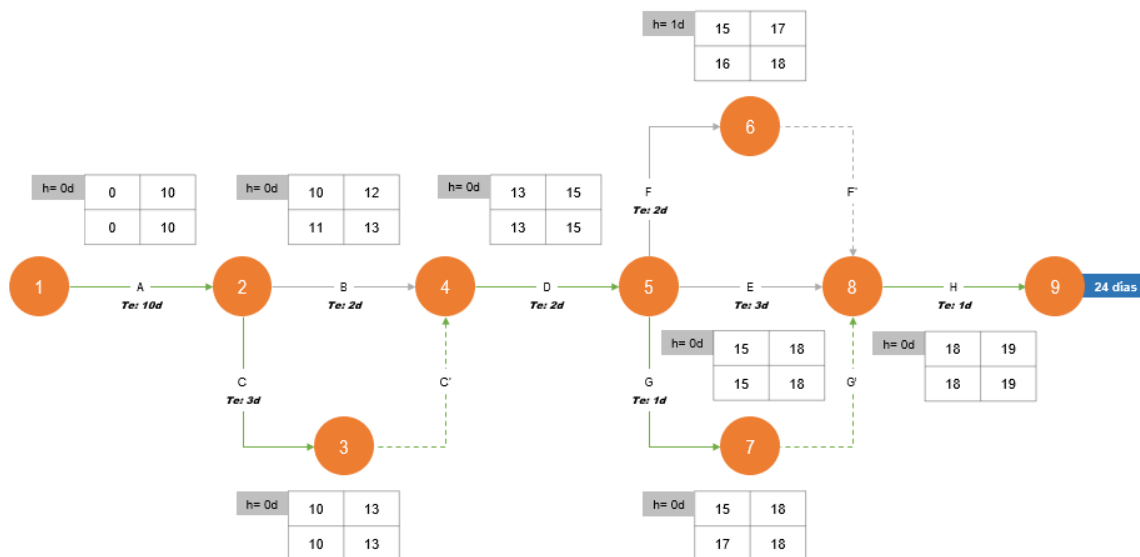 h= 1d 15 17
16 18
6
h= 0d 0 10
0 10
h= 0d 10 12
11 13
h= 0d 13 15
13 15
F
Te: 2d
F'
1
A
Te: 10d
2
B
Te: 2d
4
D
Te: 2d
5
E
Te: 3d
8
H
Te: 1d
9
24 días
C
Te: 3d
C'
h= 0d 15 18
15 18
G
Te: 1d
G'
h= 0d 18 19
18 19
3
7
h= 0d 10 13
10 13
h= 0d 15 18
17 18